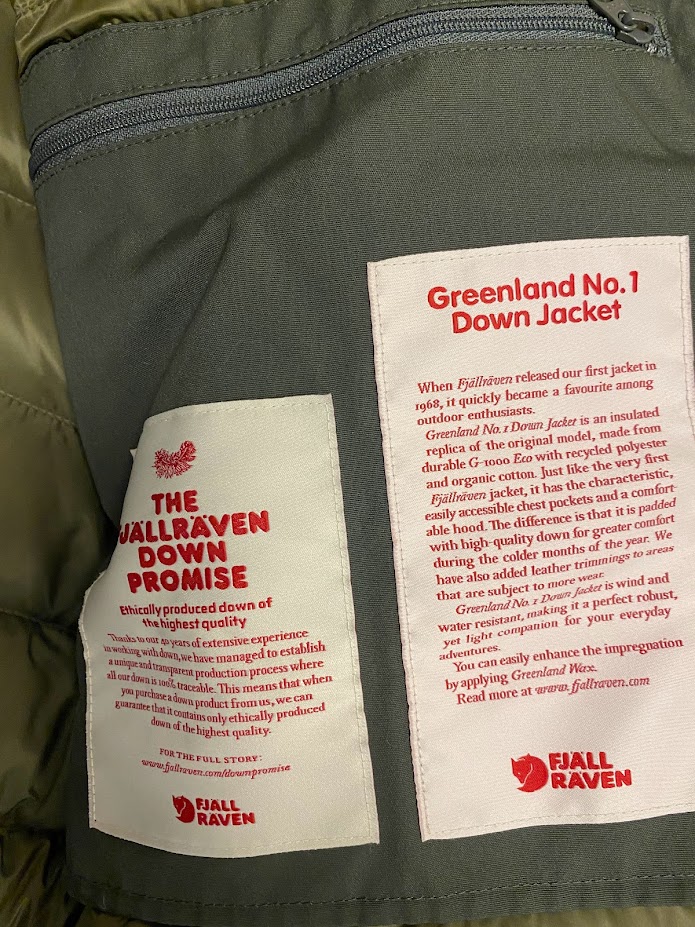 THE
FJÄLLRÄVEN
DOWN
PROMISE
Ethically produced down of
the highest quality
Thanks to our 40 years of extensive experience
in working with down, we have managed to establish
a unique and transparent production process where
all our down is 100% traceable. This means that when
you purchase a down product from us, we can
guarantee that it contains only ethically produced
down of the highest quality.
FOR THE FULL STORY:
www.fjallraven.com/downpromise
FJÄLL
RÄVEN
Greenland No.1
Down Jacket
When Fjällräven released our first jacket in
1968, it quickly became a favourite among
outdoor enthusiasts.
Greenland No. 1 Down Jacket is an insulated
replica of the original model, made from
durable G-1000 Eco with recycled polyester
and organic cotton. Just like the very first
Fjällräven jacket, it has the characteristic,
easily accessible chest pockets and a comfort-
able hood. The difference is that it is padded
with high-quality down for greater comfort
during the colder months of the year. We
have also added leather trimmings to areas
that are subject to more wear.
Greenland No. 1 Down Jacket is wind and
water resistant, making it a perfect robust,
yet light companion for your everyday
adventures.
You can easily enhance the impregnation
by applying Greenland Wax.
Read more at www.fjallraven.com
FJÄLL
RÄVEN